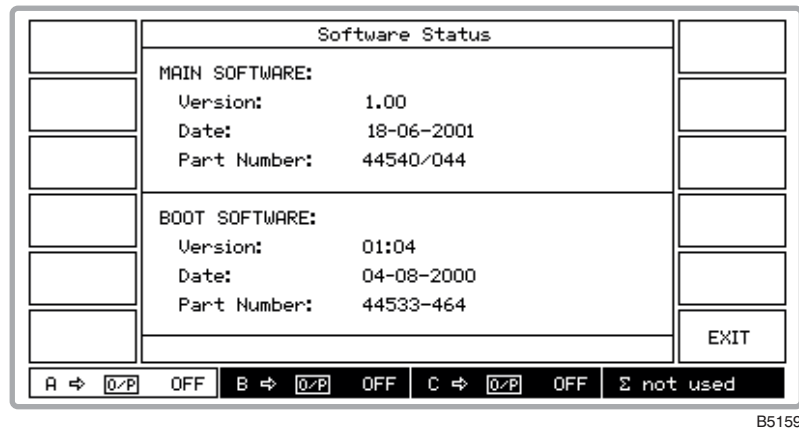 Software Status
MAIN SOFTWARE:
Version: 1.00
Date: 18-06-2001
Part Number: 44540/044
BOOT SOFTWARE:
Version: 01:04
Date: 04-08-2000
Part Number: 44533-464
EXIT
A ⇨ O/P OFF B ⇨ O/P OFF C ⇨ O/P OFF Σ not used
B5159